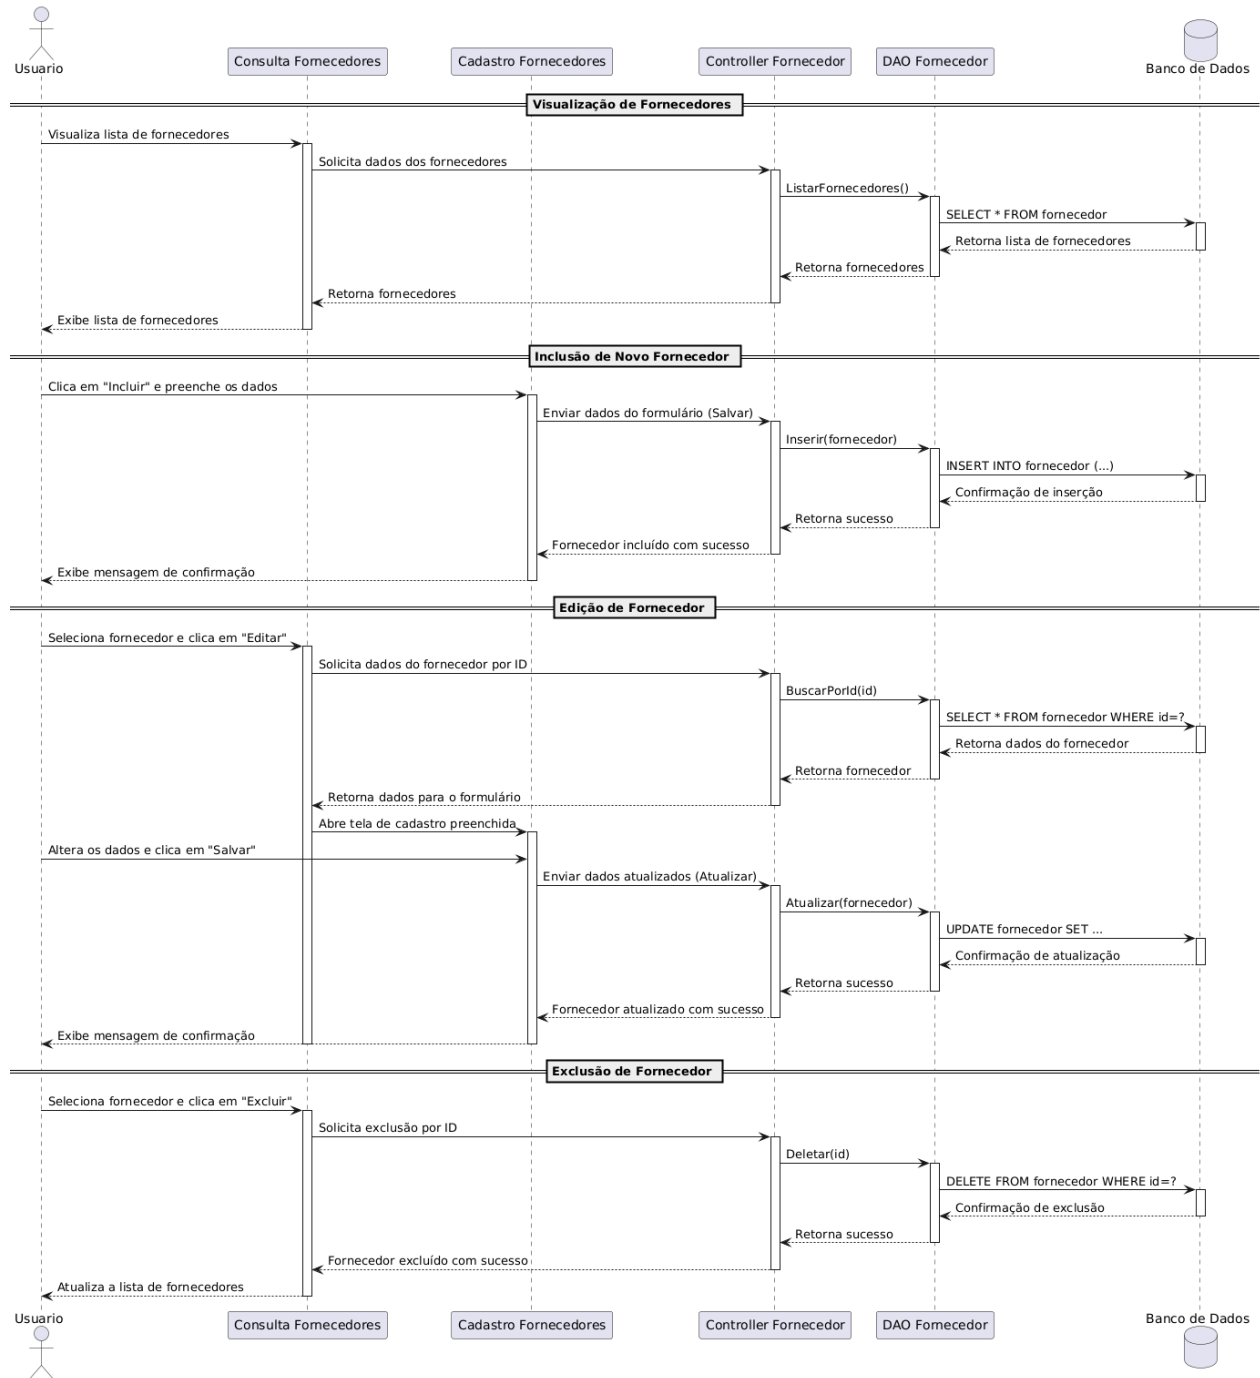 Usuario
Consulta Fornecedores
Cadastro Fornecedores
Controller Fornecedor
DAO Fornecedor
Banco de Dados
Visualização de Fornecedores
Visualiza lista de fornecedores
Solicita dados dos fornecedores
ListarFornecedores()
SELECT * FROM fornecedor
Retorna lista de fornecedores
Retorna fornecedores
Retorna fornecedores
Exibe lista de fornecedores
Inclusão de Novo Fornecedor
Clica em "Incluir" e preenche os dados
Enviar dados do formulário (Salvar)
Inserir(fornecedor)
INSERT INTO fornecedor (...)
Confirmação de inserção
Retorna sucesso
Fornecedor incluído com sucesso
Exibe mensagem de confirmação
Edição de Fornecedor
Seleciona fornecedor e clica em "Editar"
Solicita dados do fornecedor por ID
BuscarPorId(id)
SELECT * FROM fornecedor WHERE id=?
Retorna dados do fornecedor
Retorna fornecedor
Retorna dados para o formulário
Abre tela de cadastro preenchida
Altera os dados e clica em "Salvar"
Enviar dados atualizados (Atualizar)
Atualizar(fornecedor)
UPDATE fornecedor SET ...
Confirmação de atualização
Retorna sucesso
Fornecedor atualizado com sucesso
Exibe mensagem de confirmação
Exclusão de Fornecedor
Seleciona fornecedor e clica em "Excluir"
Solicita exclusão por ID
Deletar(id)
DELETE FROM fornecedor WHERE id=?
Confirmação de exclusão
Retorna sucesso
Fornecedor excluído com sucesso
Atualiza a lista de fornecedores
Usuario
Consulta Fornecedores
Cadastro Fornecedores
Controller Fornecedor
DAO Fornecedor
Banco de Dados